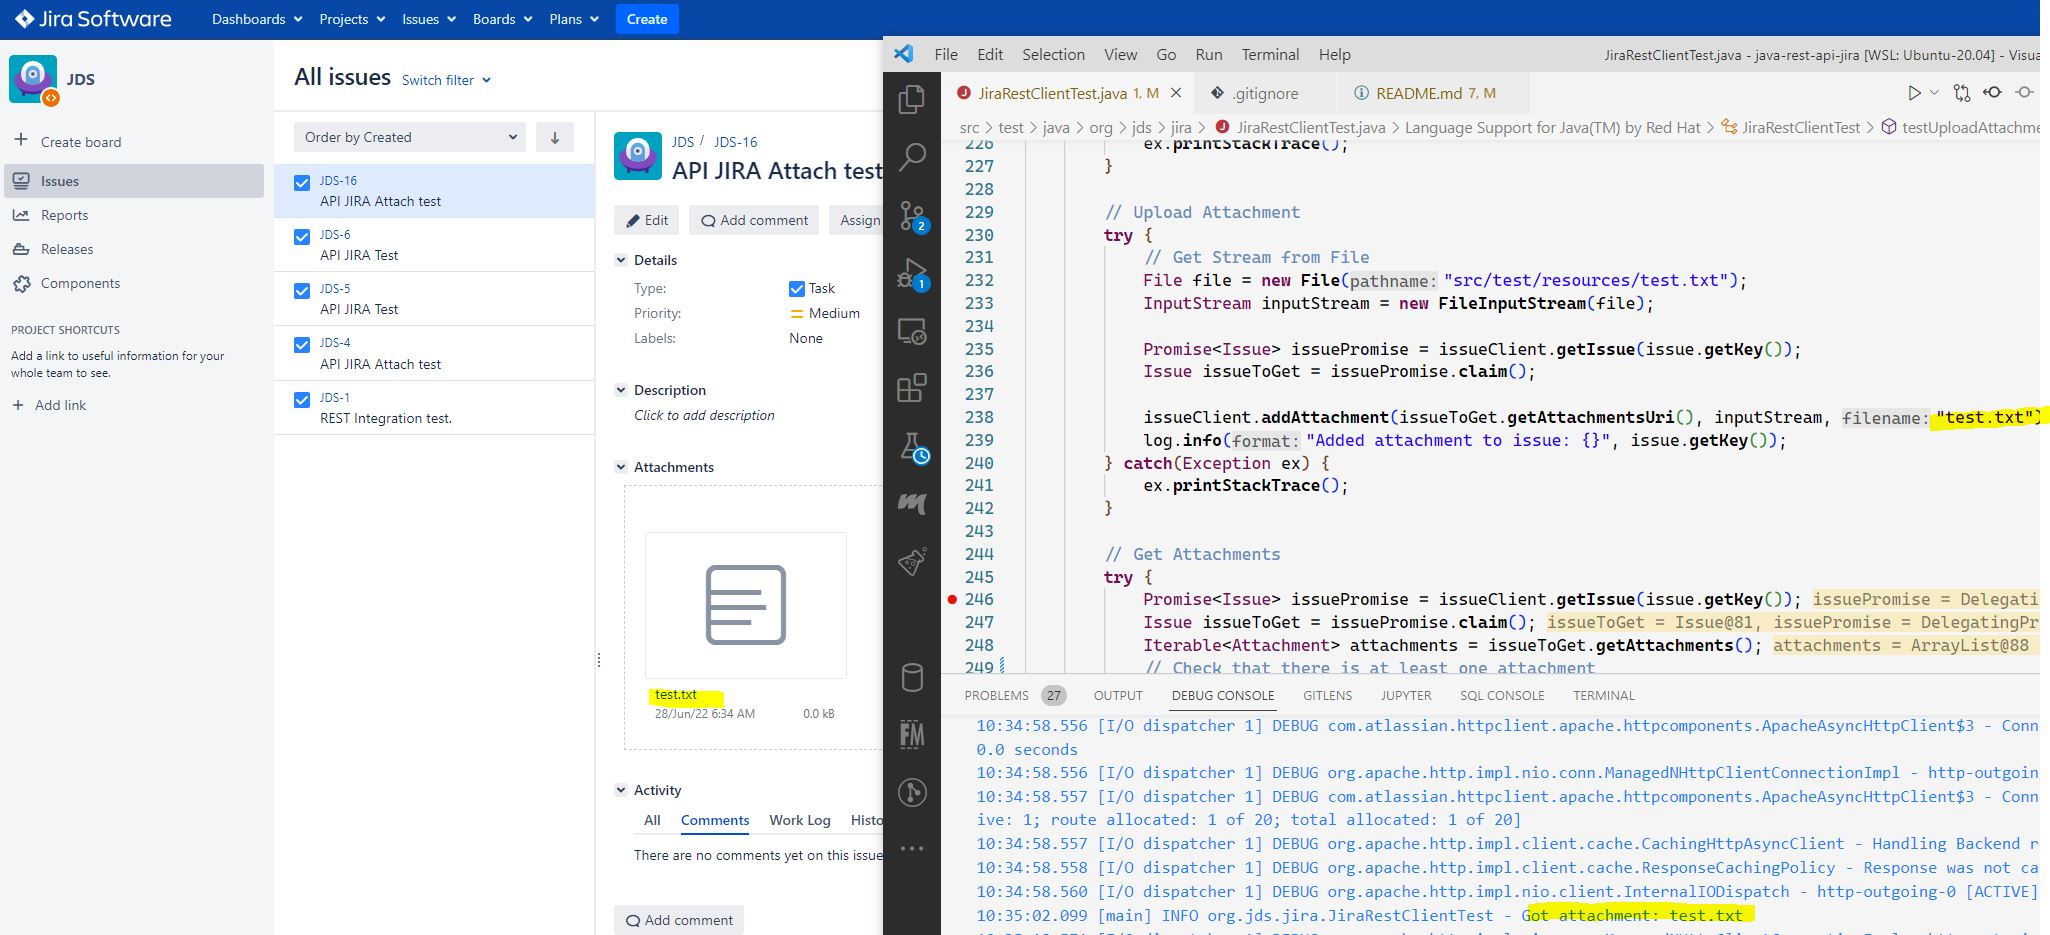 Jira Software Dashboards Projects Issues Boards Plans Create
JDS
Create board
Issues
Reports
Releases
Components
PROJECT SHORTCUTS
Add a link to useful information for your
whole team to see.
Add link
All issues Switch filter
Order by Created
JDS-16
API JIRA Attach test
JDS-6
API JIRA Test
JDS-5
API JIRA Test
JDS-4
API JIRA Attach test
JDS-1
REST Integration test.
JDS / JDS-16
API JIRA Attach test
Edit Add comment Assign
Details
Type: Task
Priority: Medium
Labels: None
Description
Click to add description
Attachments
test.txt
28/Jun/22 6:34 AM 0.0 kB
Activity
All Comments Work Log Histo
There are no comments yet on this issue
Add comment
File Edit Selection View Go Run Terminal Help JiraRestClientTest.java - java-rest-api-jira [WSL: Ubuntu-20.04] - Visua
JiraRestClientTest.java 1, M .gitignore README.md 7, M
src > test > java > org > jds > jira > JiraRestClientTest.java > Language Support for Java(TM) by Red Hat > JiraRestClientTest > testUploadAttachme
2
1
226 ex.printStackTrace();
227 }
228
229 // Upload Attachment
230 try {
231 // Get Stream from File
232 File file = new File(pathname: "src/test/resources/test.txt");
233 InputStream inputStream = new FileInputStream(file);
234
235 Promise<Issue> issuePromise = issueClient.getIssue(issue.getKey());
236 Issue issueToGet = issuePromise.claim();
237
238 issueClient.addAttachment(issueToGet.getAttachmentsUri(), inputStream, filename: "test.txt")
239 log.info(format: "Added attachment to issue: {}", issue.getKey());
240 } catch(Exception ex) {
241 ex.printStackTrace();
242 }
243
244 // Get Attachments
245 try {
246 Promise<Issue> issuePromise = issueClient.getIssue(issue.getKey()); issuePromise = Delegati
247 Issue issueToGet = issuePromise.claim(); issueToGet = Issue@81, issuePromise = DelegatingPr
248 Iterable<Attachment> attachments = issueToGet.getAttachments(); attachments = ArrayList@88
249 // Check that there is at least one attachment
PROBLEMS 27 OUTPUT DEBUG CONSOLE GITLENS JUPYTER SQL CONSOLE TERMINAL
FM
10:34:58.556 [I/O dispatcher 1] DEBUG com.atlassian.httpclient.apache.httpcomponents.ApacheAsyncHttpClient$3 - Conn
0.0 seconds
10:34:58.556 [I/O dispatcher 1] DEBUG org.apache.http.impl.nio.conn.ManagedNHttpClientConnectionImpl - http-outgoin
10:34:58.557 [I/O dispatcher 1] DEBUG com.atlassian.httpclient.apache.httpcomponents.ApacheAsyncHttpClient$3 - Conn
ive: 1; route allocated: 1 of 20; total allocated: 1 of 20]
10:34:58.557 [I/O dispatcher 1] DEBUG org.apache.http.impl.client.cache.CachingHttpAsyncClient - Handling Backend r
10:34:58.558 [I/O dispatcher 1] DEBUG org.apache.http.impl.client.cache.ResponseCachingPolicy - Response was not ca
10:34:58.560 [I/O dispatcher 1] DEBUG org.apache.http.impl.nio.client.InternalIODispatch - http-outgoing-0 [ACTIVE]
10:35:02.099 [main] INFO org.jds.jira.JiraRestClientTest - Got attachment: test.txt